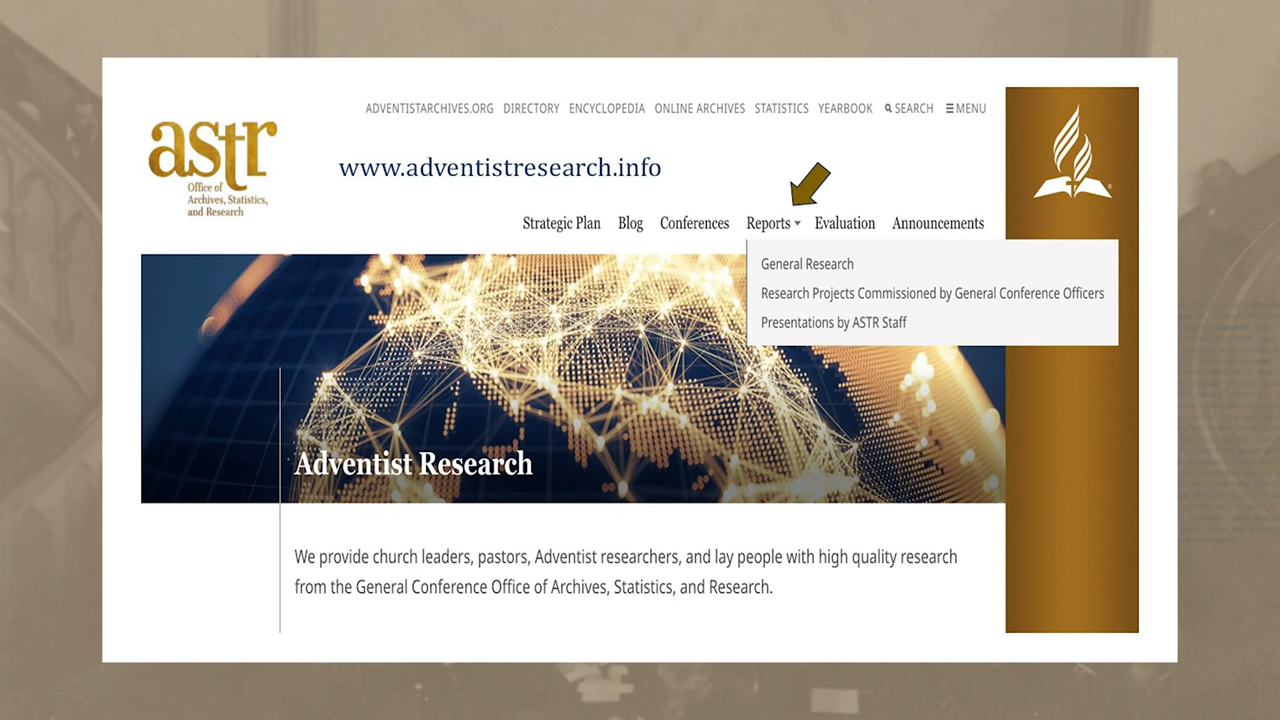 ADVENTISTARCHIVES.ORG DIRECTORY ENCYCLOPEDIA ONLINE ARCHIVES STATISTICS YEARBOOK SEARCH MENU
astr
Office of
Archives, Statistics,
and Research
www.adventistresearch.info
Strategic Plan Blog Conferences Reports Evaluation Announcements
General Research
Research Projects Commissioned by General Conference Officers
Presentations by ASTR Staff
Adventist Research
We provide church leaders, pastors, Adventist researchers, and lay people with high quality research
from the General Conference Office of Archives, Statistics, and Research.